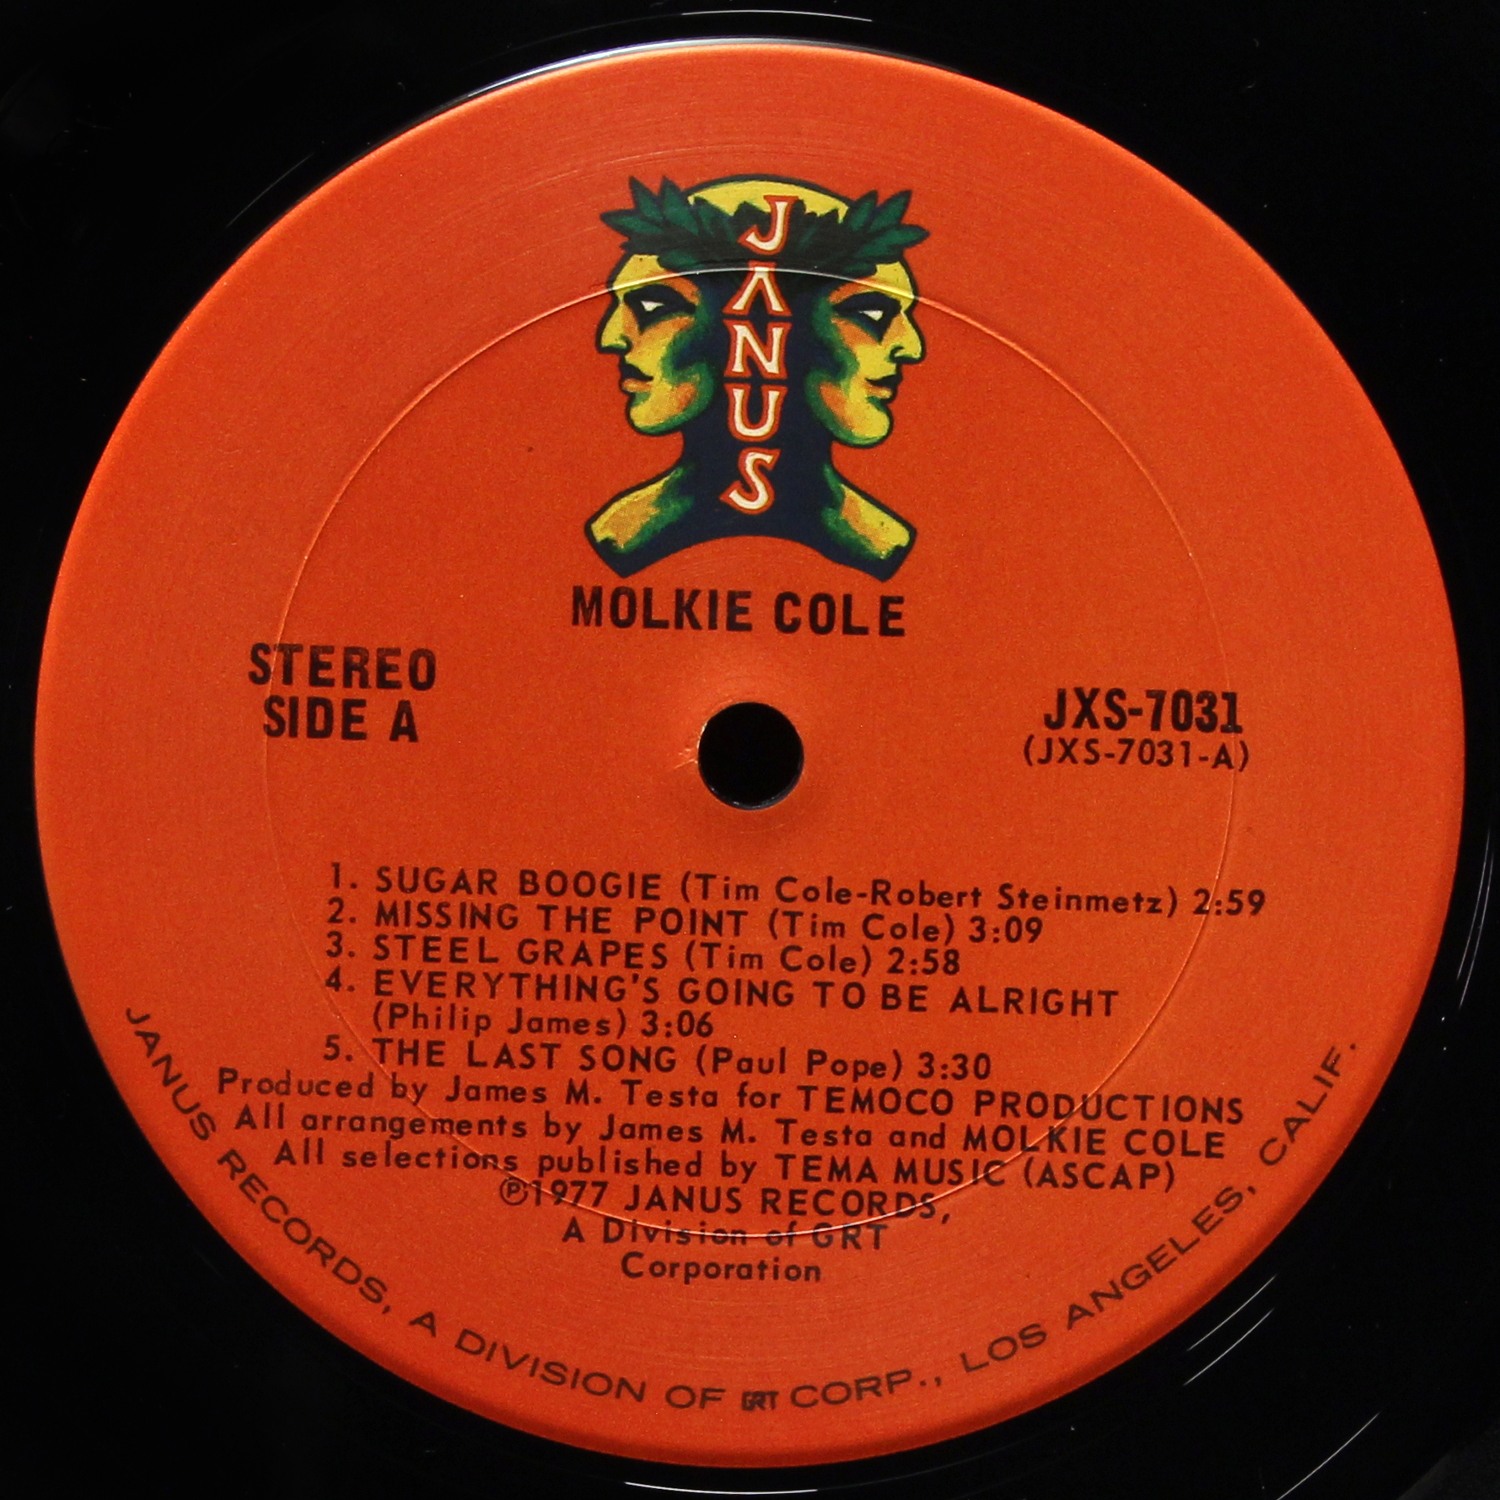 JANUS
MOLKIE COLE
STEREO
SIDE A
JXS-7031
(JXS-7031-A)
1. SUGAR BOOGIE (Tim Cole-Robert Steinmetz) 2:59
2. MISSING THE POINT (Tim Cole) 3:09
3. STEEL GRAPES (Tim Cole) 2:58
4. EVERYTHING'S GOING TO BE ALRIGHT
(Philip James) 3:06
5. THE LAST SONG (Paul Pope) 3:30
Produced by James M. Testa for TEMOCO PRODUCTIONS
All arrangements by James M. Testa and MOLKIE COLE
All selections published by TEMA MUSIC (ASCAP)
℗1977 JANUS RECORDS,
A Division of GRT
Corporation
JANUS RECORDS, A DIVISION OF GRT CORP., LOS ANGELES, CALIF.